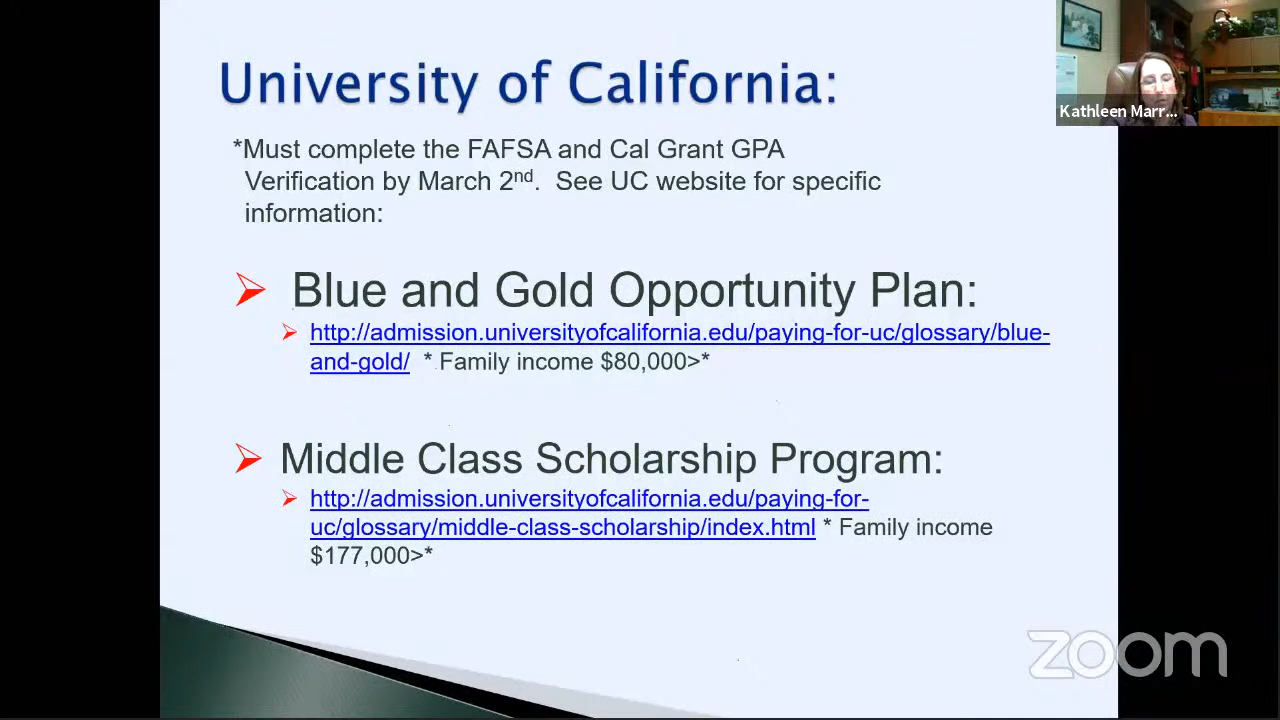 University of California:
*Must complete the FAFSA and Cal Grant GPA
Verification by March 2nd. See UC website for specific
information:
Blue and Gold Opportunity Plan:
http://admission.universityofcalifornia.edu/paying-for-uc/glossary/blue-
and-gold/ * Family income $80,000>*
Middle Class Scholarship Program:
http://admission.universityofcalifornia.edu/paying-for-
uc/glossary/middle-class-scholarship/index.html * Family income
$177,000>*
Kathleen Marr...
zoom